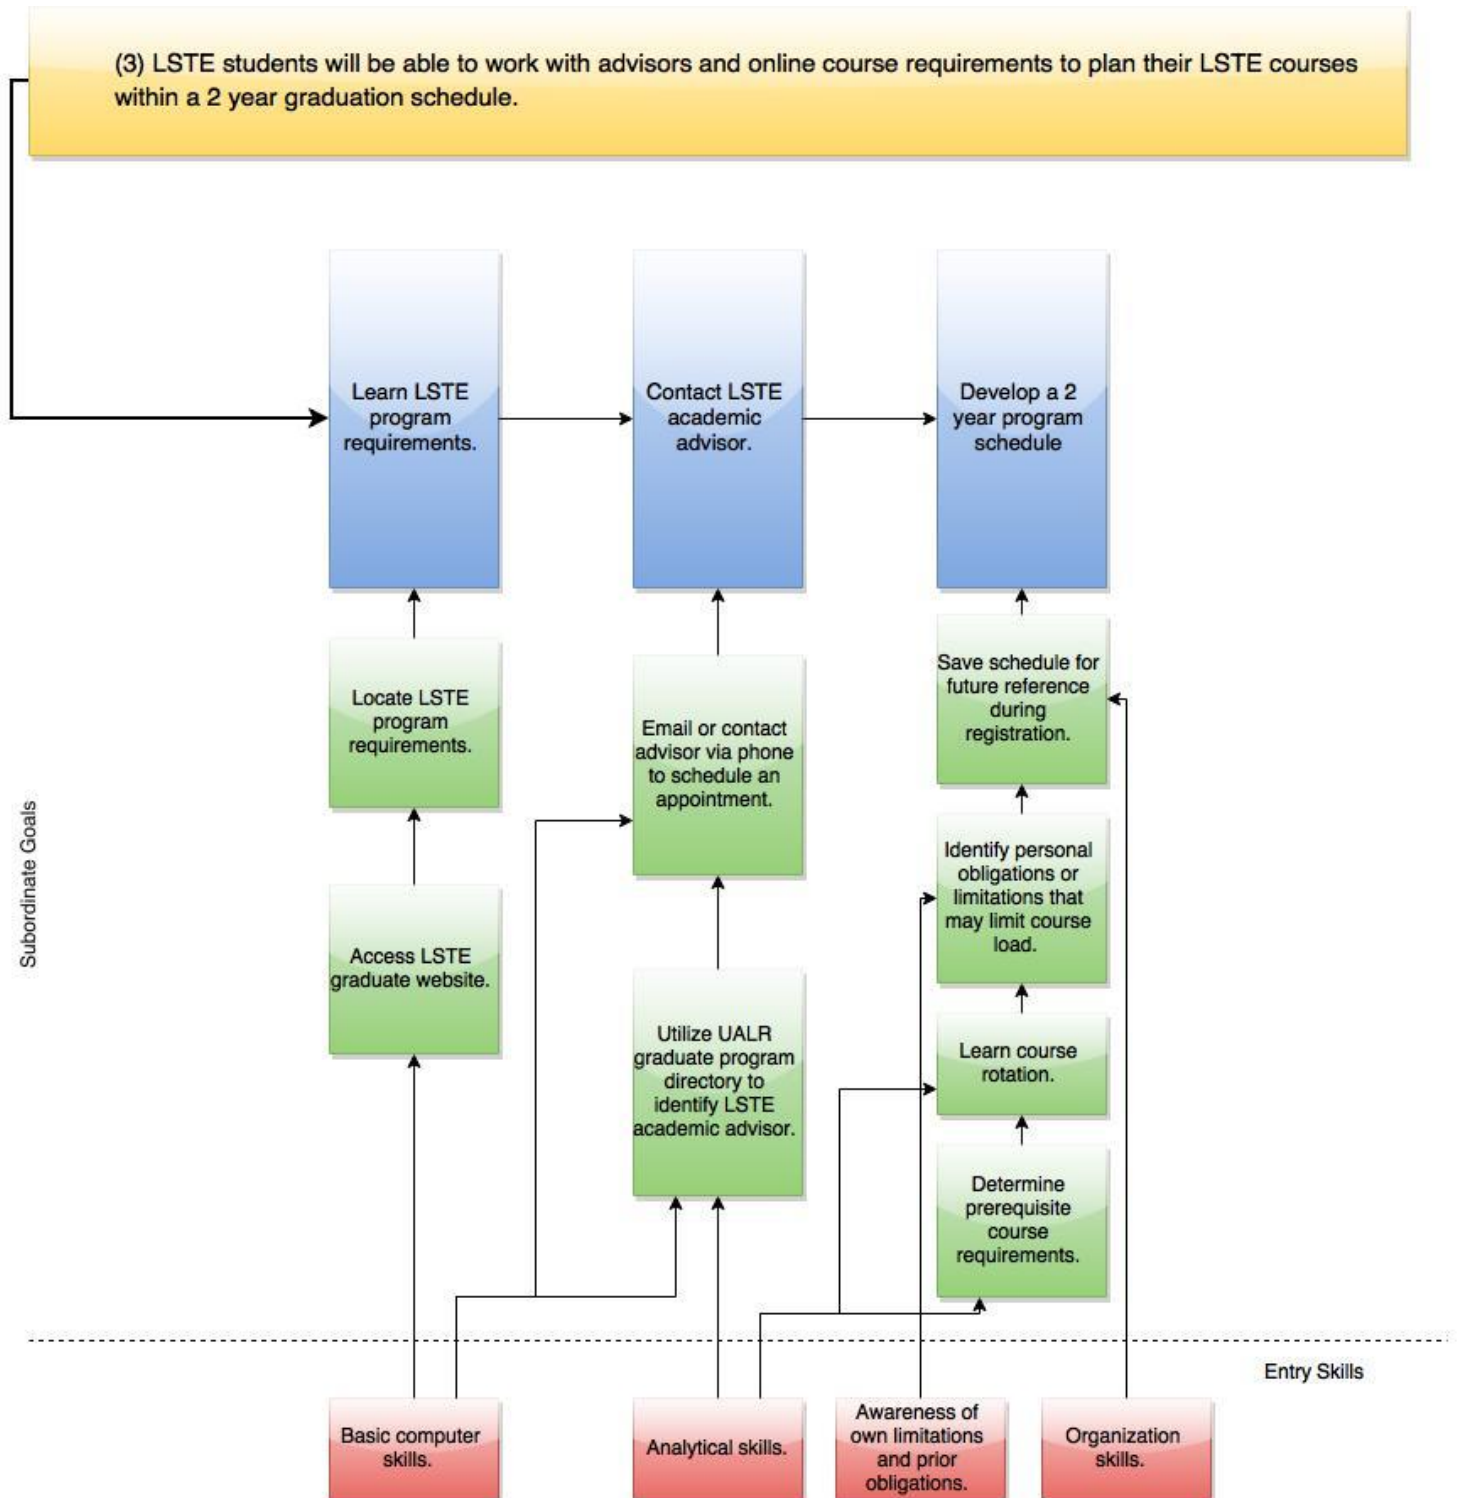 (3) LSTE students will be able to work with advisors and online course requirements to plan their LSTE courses
within a 2 year graduation schedule.
Learn LSTE
program
requirements.
Contact LSTE
academic
advisor.
Develop a 2
year program
schedule
Locate LSTE
program
requirements.
Access LSTE
graduate website.
Email or contact
advisor via phone
to schedule an
appointment.
Utilize UALR
graduate program
directory to
identify LSTE
academic advisor.
Save schedule for
future reference
during
registration.
Identify personal
obligations or
limitations that
may limit course
load.
Learn course
rotation.
Determine
prerequisite
course
requirements.
Subordinate Goals
Entry Skills
Basic computer
skills.
Analytical skills.
Awareness of
own limitations
and prior
obligations.
Organization
skills.